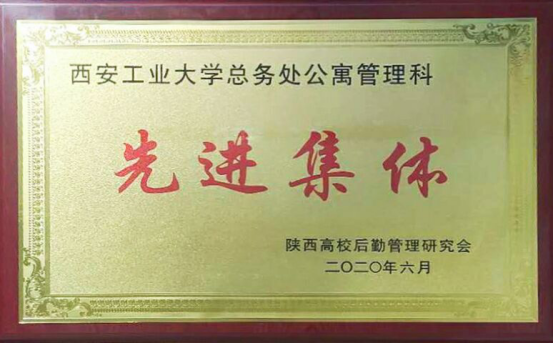 西安工业大学总务处公寓管理科
先进集体
陕西高校后勤管理研究会
二〇二〇年六月